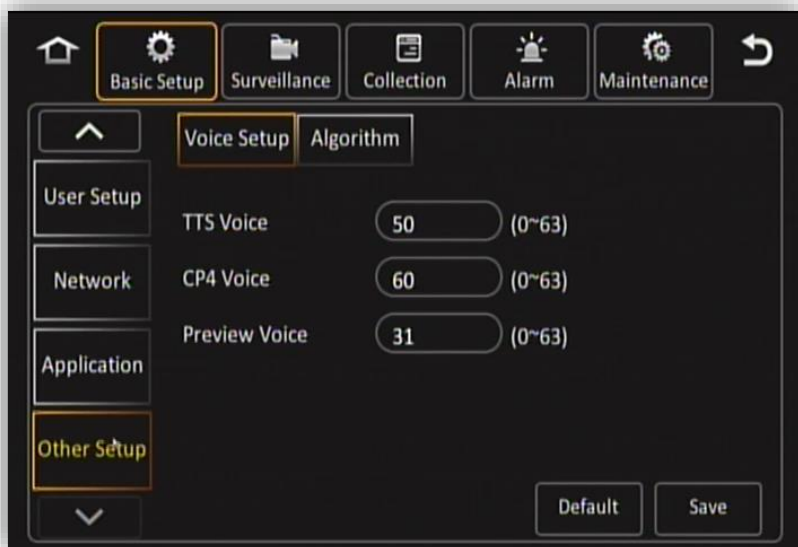 Basic Setup
Surveillance
Collection
Alarm
Maintenance
Voice Setup
Algorithm
User Setup
Network
Application
Other Setup
TTS Voice 50 (0~63)
CP4 Voice 60 (0~63)
Preview Voice 31 (0~63)
Default
Save